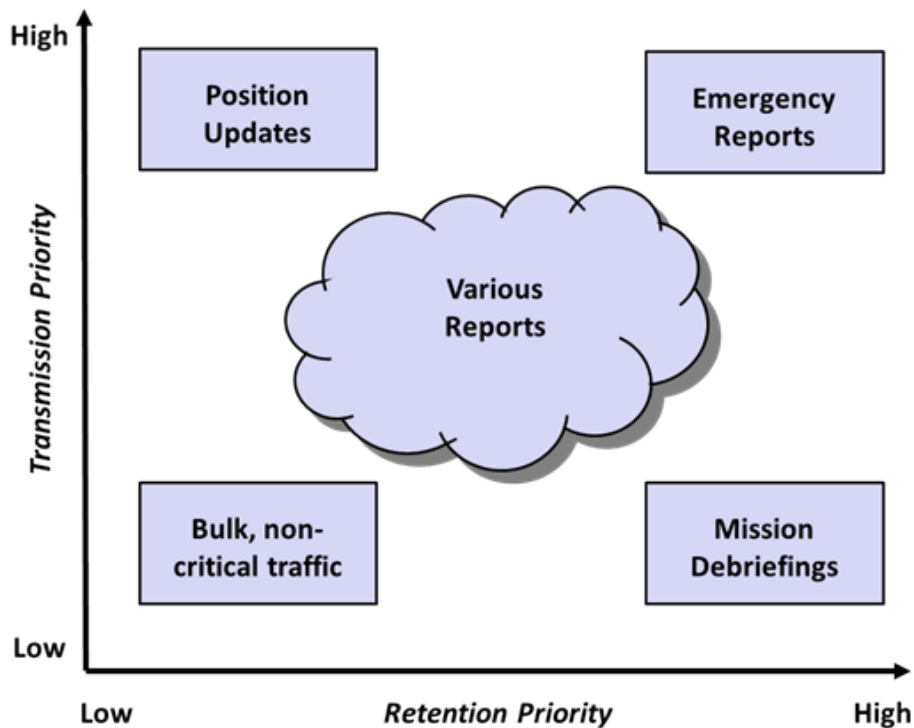 High
Position
Updates
Emergency
Reports
Transmission Priority
Various
Reports
Bulk, non-
critical traffic
Mission
Debriefings
Low
Low
Retention Priority
High